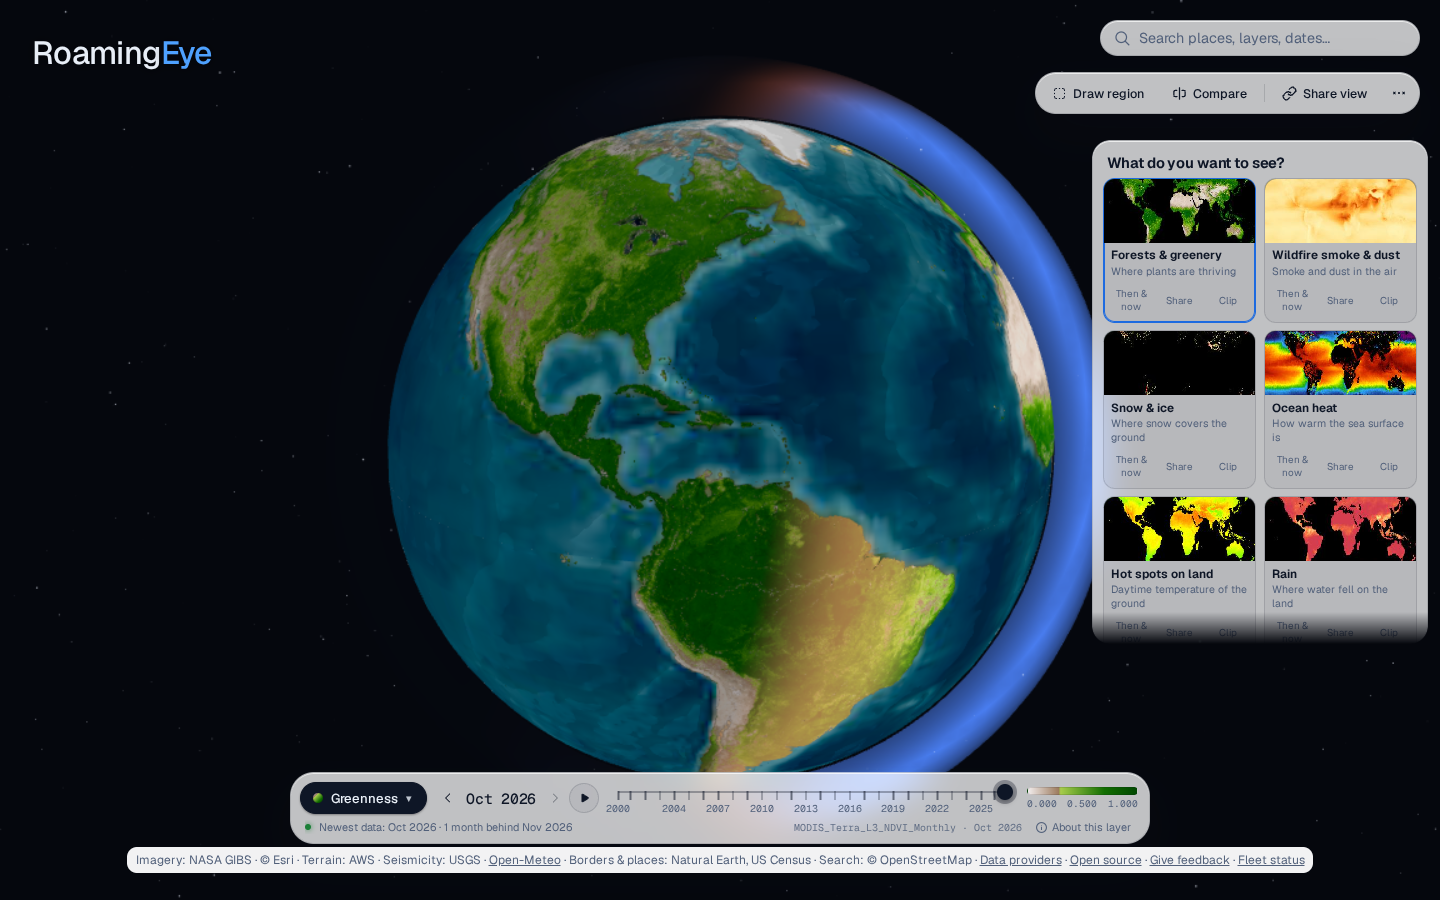 RoamingEye
Search places, layers, dates...
Draw region
Compare
Share view
What do you want to see?
Forests & greenery
Where plants are thriving
Then & now
Share
Clip
Wildfire smoke & dust
Smoke and dust in the air
Then & now
Share
Clip
Snow & ice
Where snow covers the
ground
Then & now
Share
Clip
Ocean heat
How warm the sea surface
is
Then & now
Share
Clip
Hot spots on land
Daytime temperature of the
ground
Then &
Share
Clip
Rain
Where water fell on the
land
Then &
Share
Clip
Greenness
Oct 2026
2000 2004 2007 2010 2013 2016 2019 2022 2025
0.000 0.500 1.000
Newest data: Oct 2026 · 1 month behind Nov 2026
MODIS_Terra_L3_NDVI_Monthly · Oct 2026
About this layer
Imagery: NASA GIBS · © Esri · Terrain: AWS · Seismicity: USGS · Open-Meteo · Borders & places: Natural Earth, US Census · Search: © OpenStreetMap · Data providers · Open source · Give feedback · Fleet status